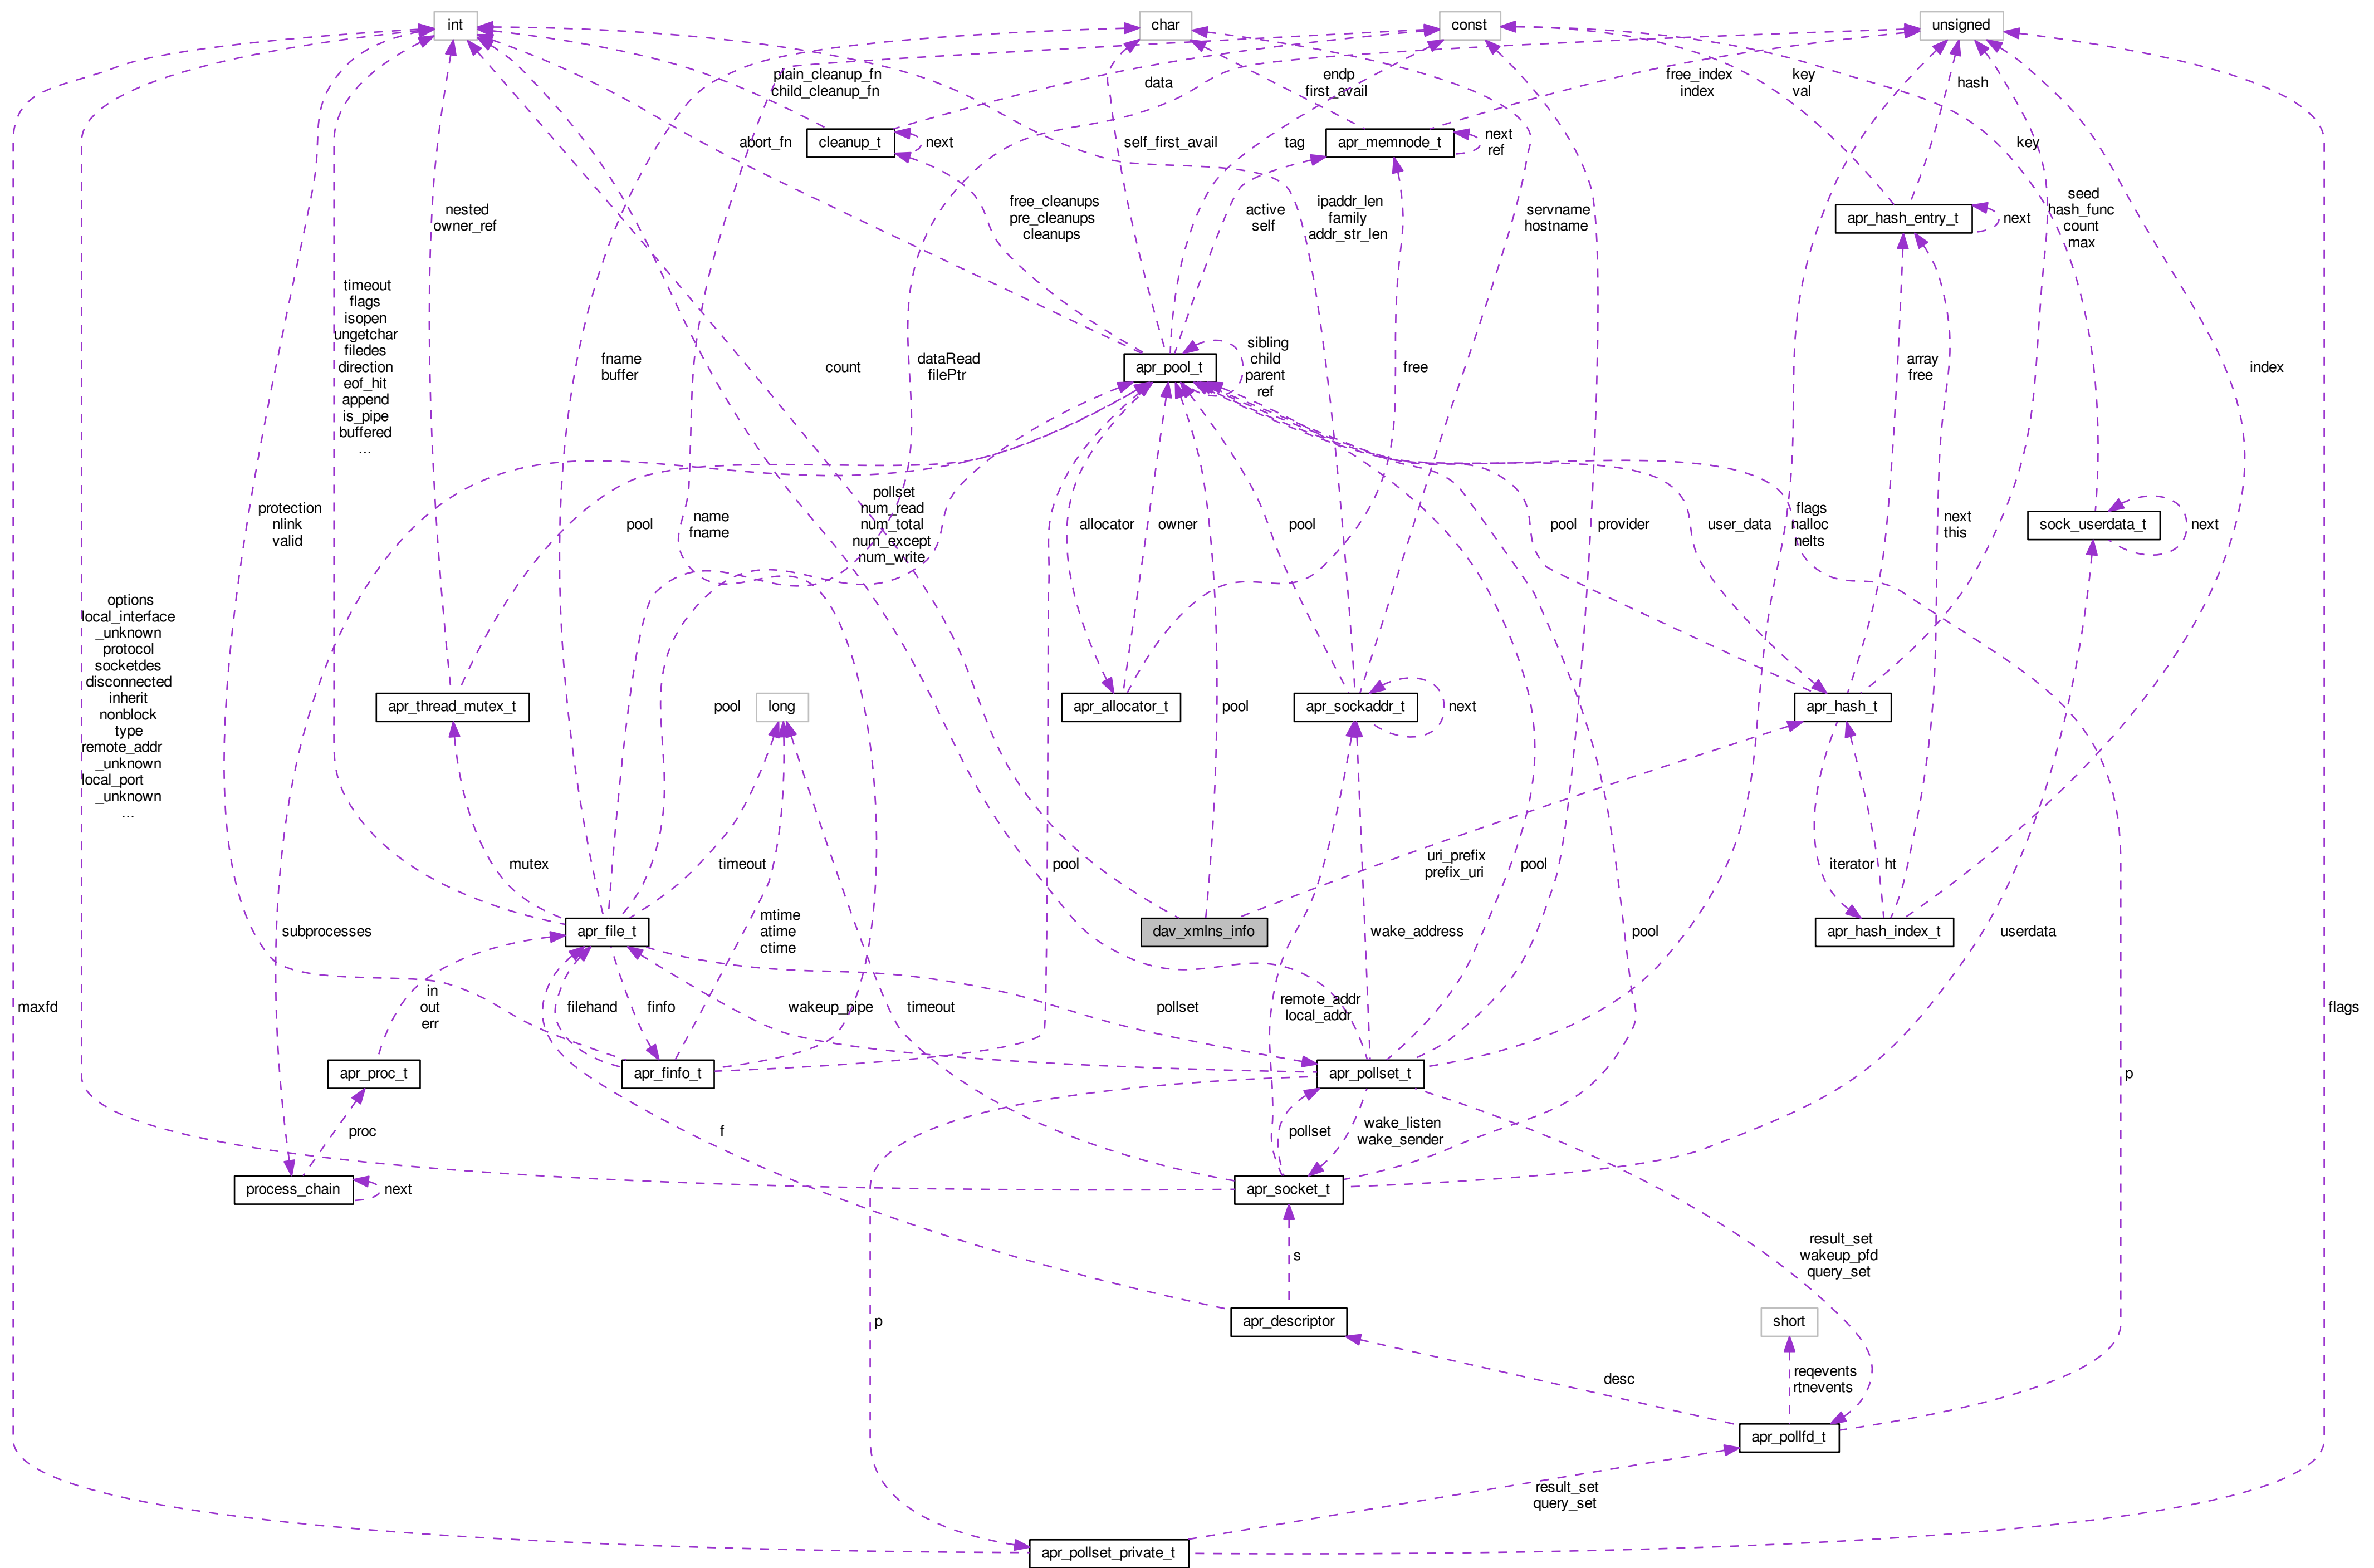 int
char
const
unsigned
plain_cleanup_fn
child_cleanup_fn
data
endp
first_avail
free_index
index
key
val
hash
abort_fn
cleanup_t
next
self_first_avail
tag
apr_memnode_t
next
ref
key
nested
owner_ref
free_cleanups
pre_cleanups
cleanups
active
self
ipaddr_len
family
addr_str_len
servname
hostname
apr_hash_entry_t
next
seed
hash_func
count
max
timeout
flags
isopen
ungetchar
filedes
direction
eof_hit
append
is_pipe
buffered
...
fname
buffer
count
dataRead
filePtr
apr_pool_t
sibling
child
parent
ref
free
array
free
index
protection
nlink
valid
pool
name
fname
pollset
num_read
num_total
num_except
num_write
allocator
owner
pool
pool
provider
user_data
flags
nalloc
nelts
next
this
sock_userdata_t
next
options
local_interface
_unknown
protocol
socketdes
disconnected
inherit
nonblock
type
remote_addr
_unknown
local_port
_unknown
...
apr_thread_mutex_t
pool
long
apr_allocator_t
pool
apr_sockaddr_t
next
apr_hash_t
mutex
timeout
pool
uri_prefix
prefix_uri
pool
iterator
ht
subprocesses
apr_file_t
mtime
atime
ctime
dav_xmlns_info
wake_address
pool
apr_hash_index_t
userdata
maxfd
in
out
err
filehand
finfo
wakeup_pipe
timeout
pollset
remote_addr
local_addr
flags
apr_proc_t
apr_finfo_t
apr_pollset_t
p
proc
f
pollset
wake_listen
wake_sender
process_chain
next
apr_socket_t
s
result_set
wakeup_pfd
query_set
p
apr_descriptor
short
desc
reqevents
rtnevents
apr_pollfd_t
result_set
query_set
apr_pollset_private_t